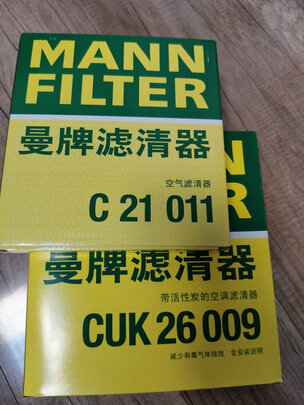 MANN
FILTER
曼牌滤清器
空气滤清器
C 21 011
NN
ER
曼牌滤清器
带活性炭的空调滤清器
CUK 26 009
减少有毒气体排放 含安装说明